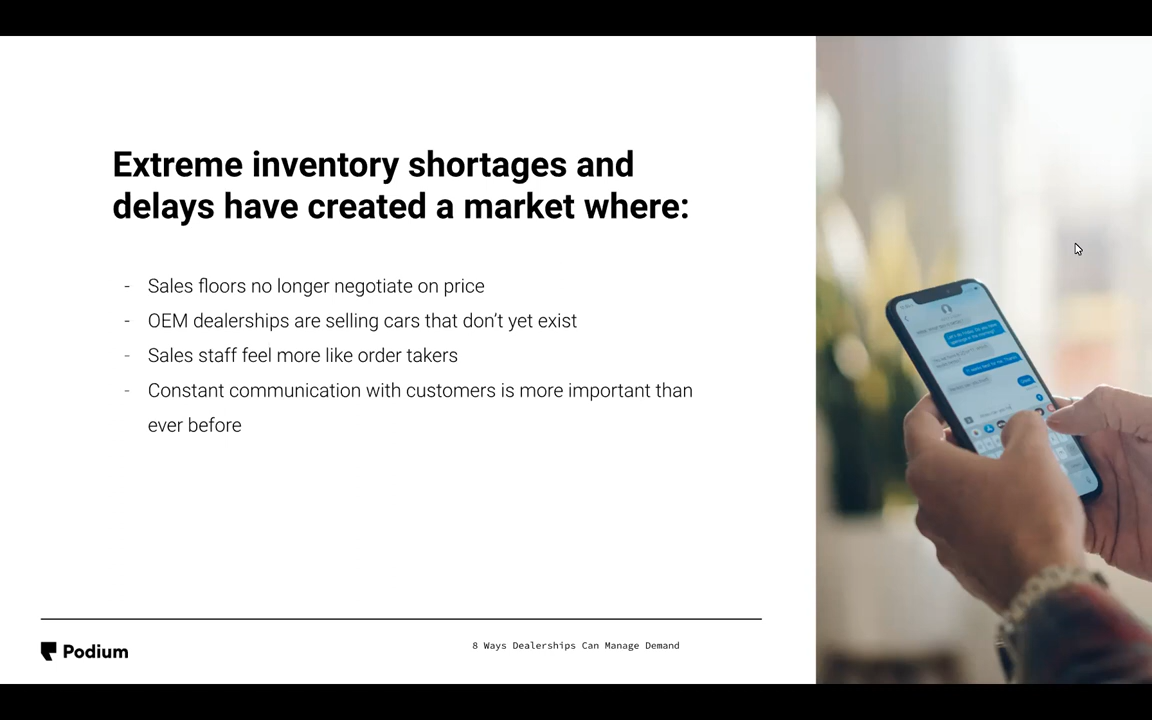 Extreme inventory shortages and
delays have created a market where:
- Sales floors no longer negotiate on price
- OEM dealerships are selling cars that don’t yet exist
- Sales staff feel more like order takers
- Constant communication with customers is more important than
ever before
Podium
8 Ways Dealerships Can Manage Demand